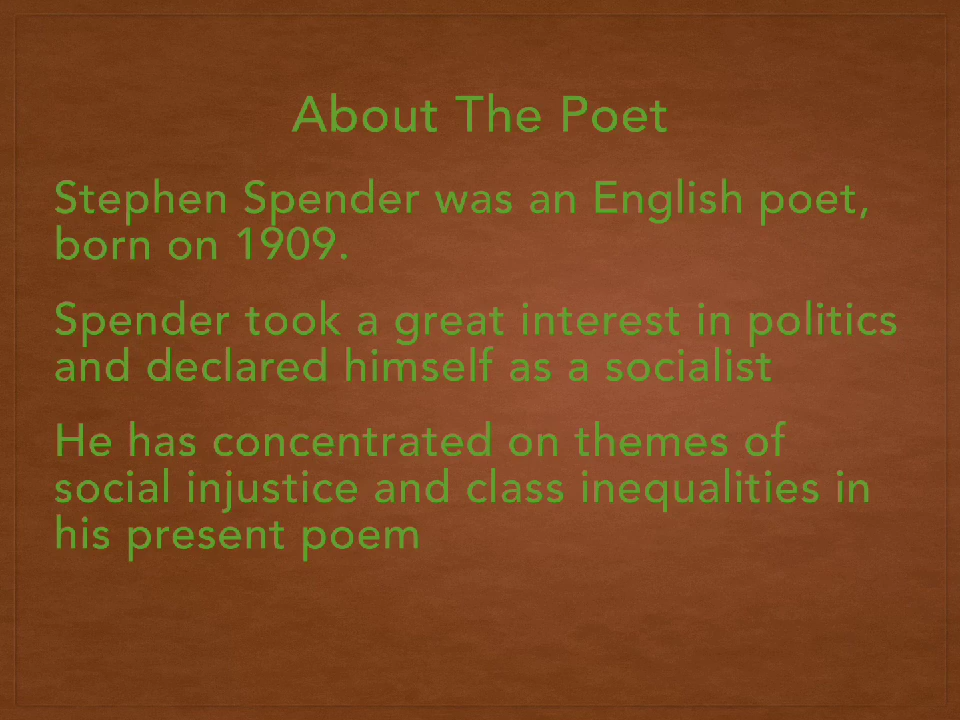 About The Poet
Stephen Spender was an English poet,
born on 1909.
Spender took a great interest in politics
and declared himself as a socialist
He has concentrated on themes of
social injustice and class inequalities in
his present poem